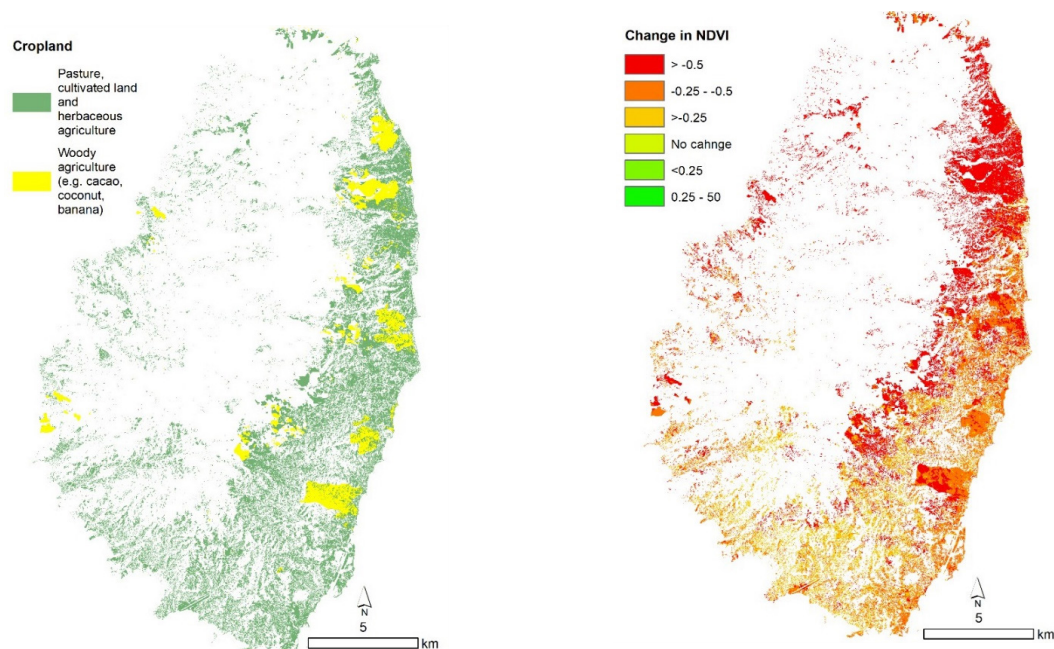 Cropland
Pasture,
cultivated land
and
herbaceous
agriculture
Woody
agriculture
(e.g. cacao,
coconut,
banana)
N
5
km
Change in NDVI
> -0.5
-0.25 - -0.5
>-0.25
No cahnge
<0.25
0.25 - 50
N
5
km